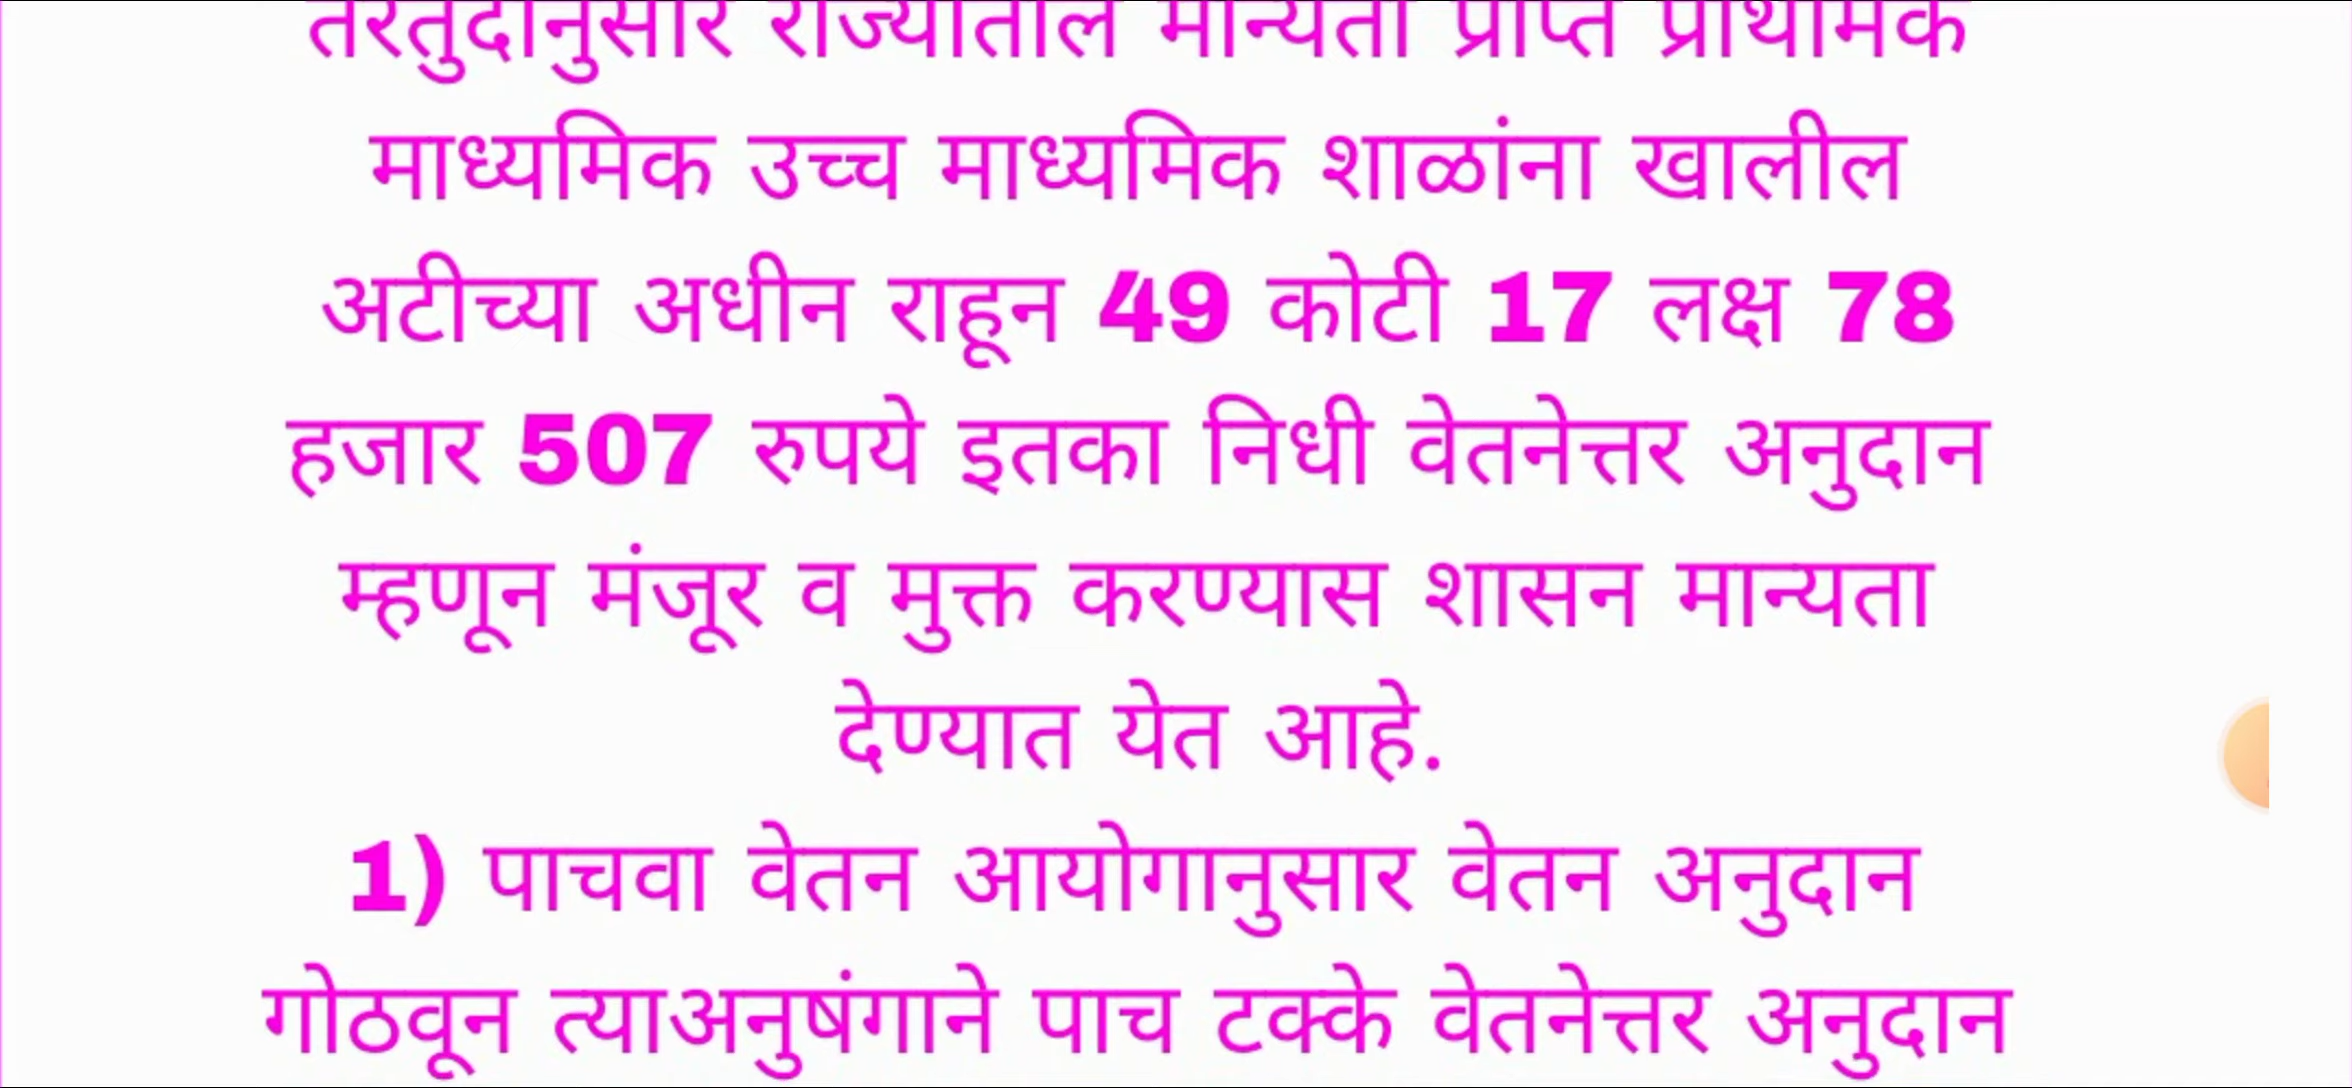 तरतुदीनुसार राज्यातील मान्यता प्राप्त प्राथमिक
माध्यमिक उच्च माध्यमिक शाळांना खालील
अटीच्या अधीन राहून 49 कोटी 17 लक्ष 78
हजार 507 रुपये इतका निधी वेतनेत्तर अनुदान
म्हणून मंजूर व मुक्त करण्यास शासन मान्यता
देण्यात येत आहे.
1) पाचवा वेतन आयोगानुसार वेतन अनुदान
गोठवून त्याअनुषंगाने पाच टक्के वेतनेत्तर अनुदान